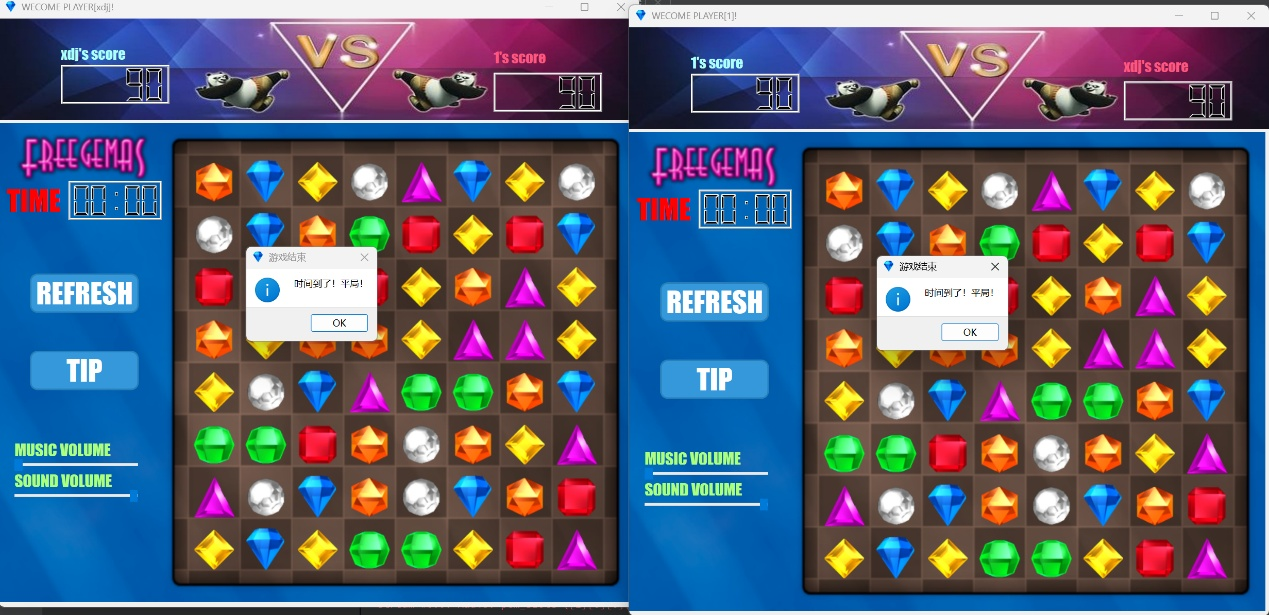 WECOME PLAYER[xdj]!
VS
xdj's score
1's score
90
90
FREEGEMAS
TIME 00:00
游戏结束
时间到了！平局！
OK
REFRESH
TIP
MUSIC VOLUME
SOUND VOLUME
WECOME PLAYER[1]!
VS
1's score
xdj's score
90
90
FREEGEMAS
TIME 00:00
游戏结束
时间到了！平局！
OK
REFRESH
TIP
MUSIC VOLUME
SOUND VOLUME